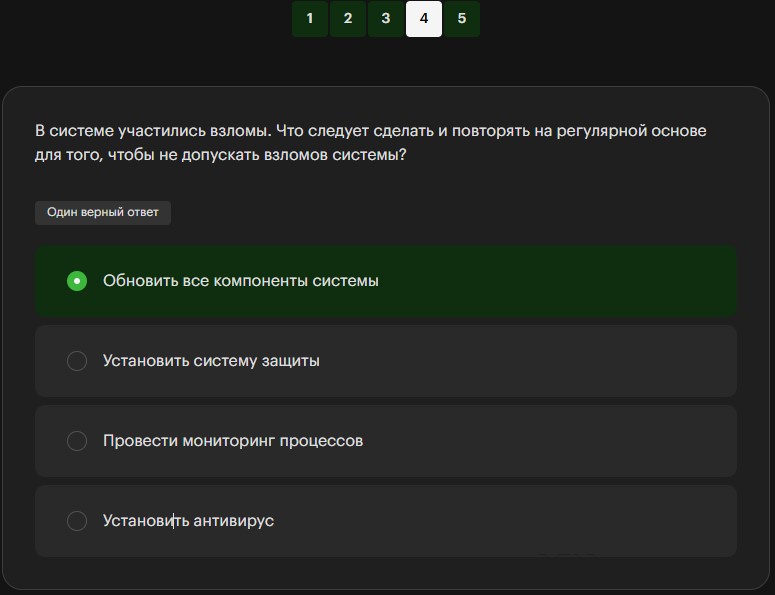 1 2 3 4 5
В системе участились взломы. Что следует сделать и повторять на регулярной основе
для того, чтобы не допускать взломов системы?
Один верный ответ
Обновить все компоненты системы
Установить систему защиты
Провести мониторинг процессов
Установить антивирус